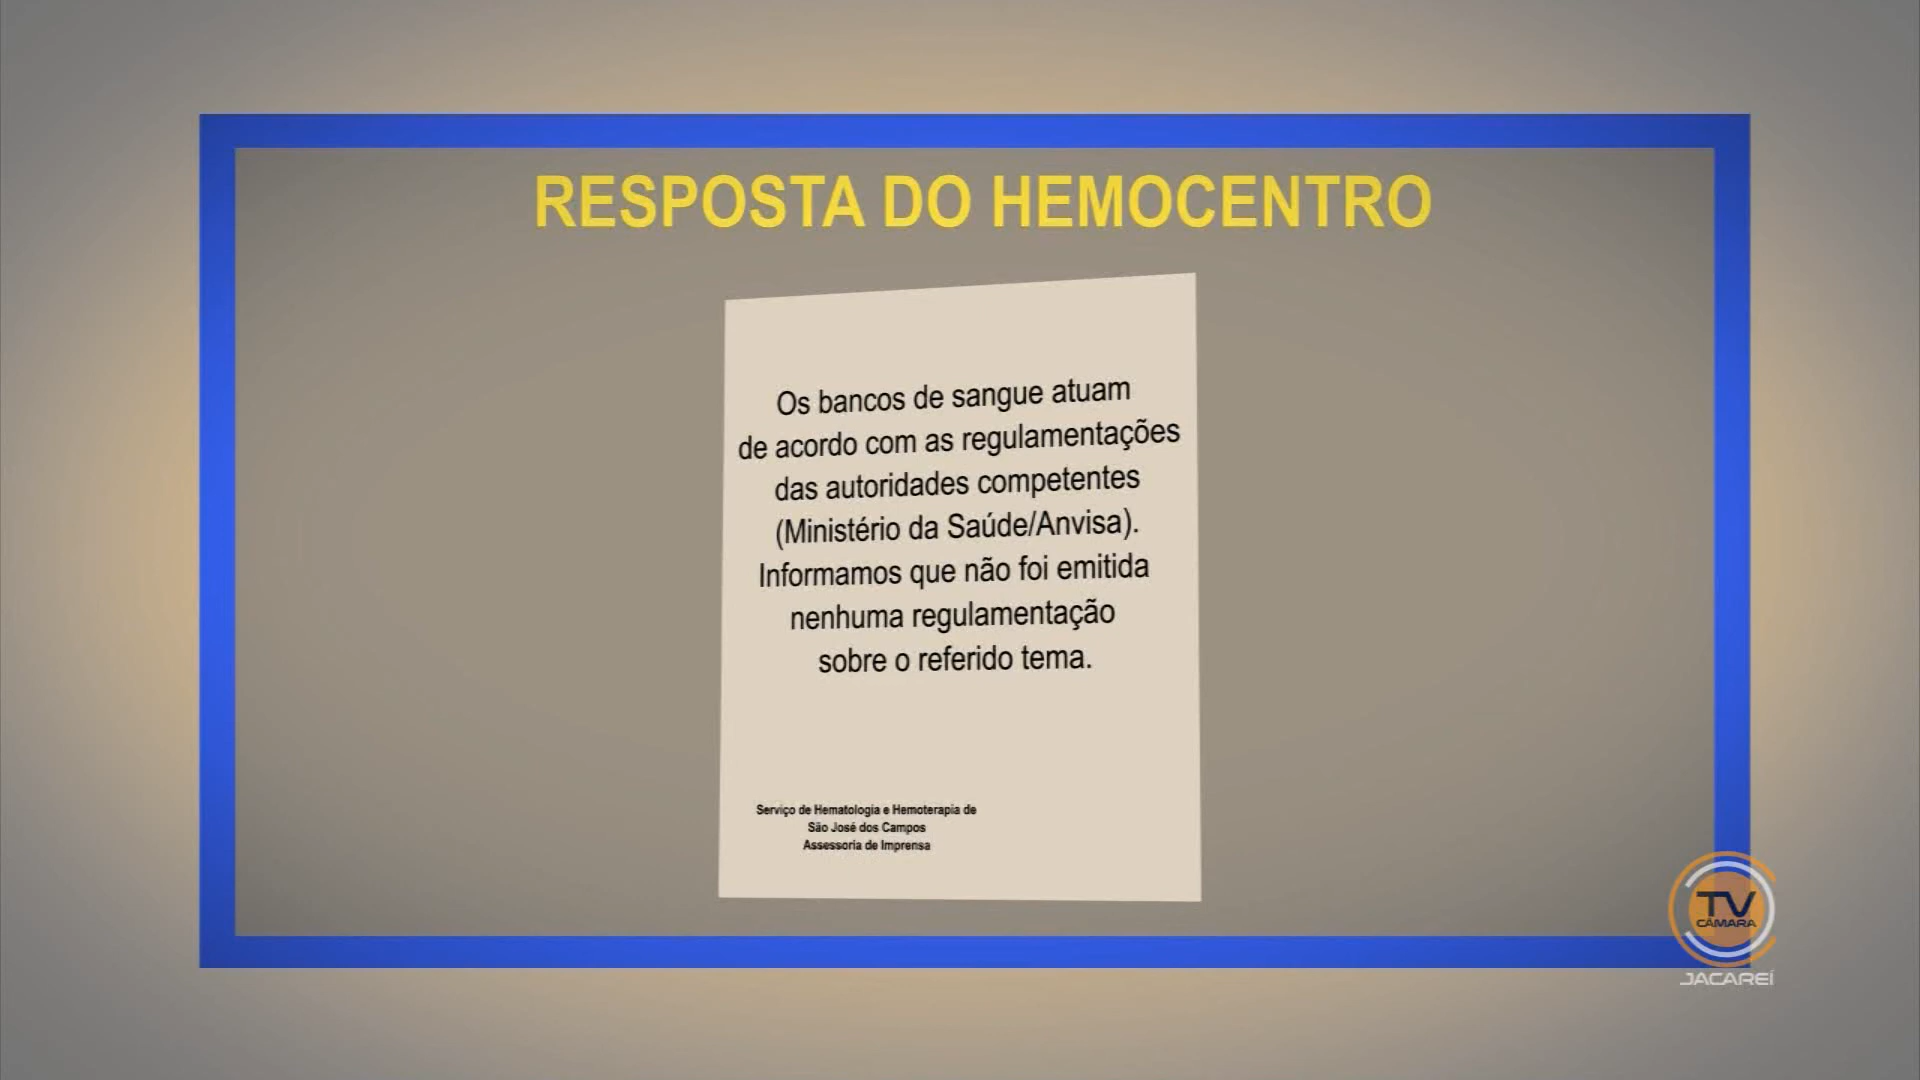 RESPOSTA DO HEMOCENTRO
Os bancos de sangue atuam
de acordo com as regulamentações
das autoridades competentes
(Ministério da Saúde/Anvisa).
Informamos que não foi emitida
nenhuma regulamentação
sobre o referido tema.
Serviço de Hematologia e Hemoterapia de
São José dos Campos
Assessoria de Imprensa
TV
CÂMARA
JACAREÍ